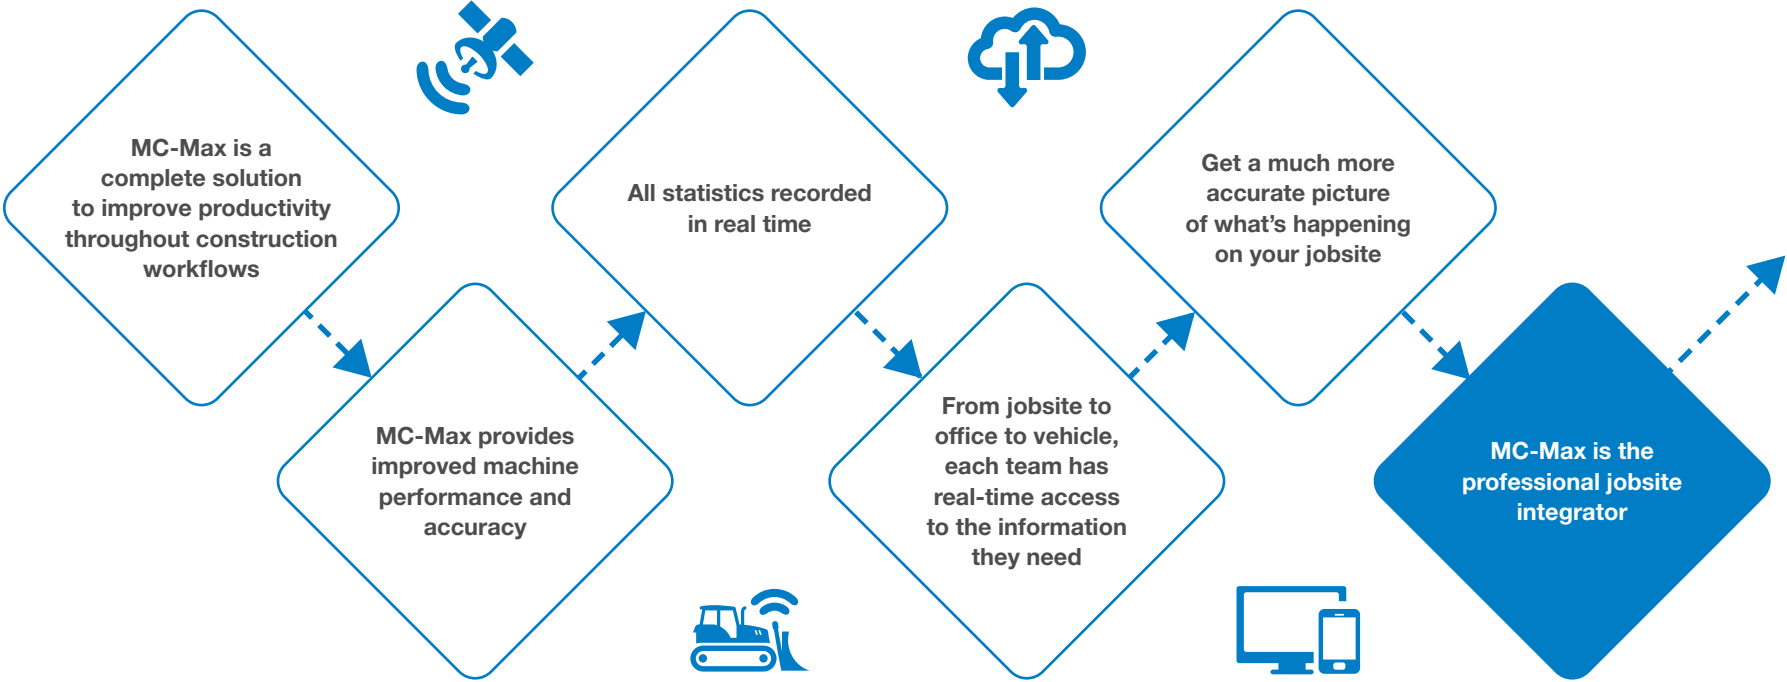 MC-Max is a
complete solution
to improve productivity
throughout construction
workflows
MC-Max provides
improved machine
performance and
accuracy
All statistics recorded
in real time
From jobsite to
office to vehicle,
each team has
real-time access
to the information
they need
Get a much more
accurate picture
of what’s happening
on your jobsite
MC-Max is the
professional jobsite
integrator